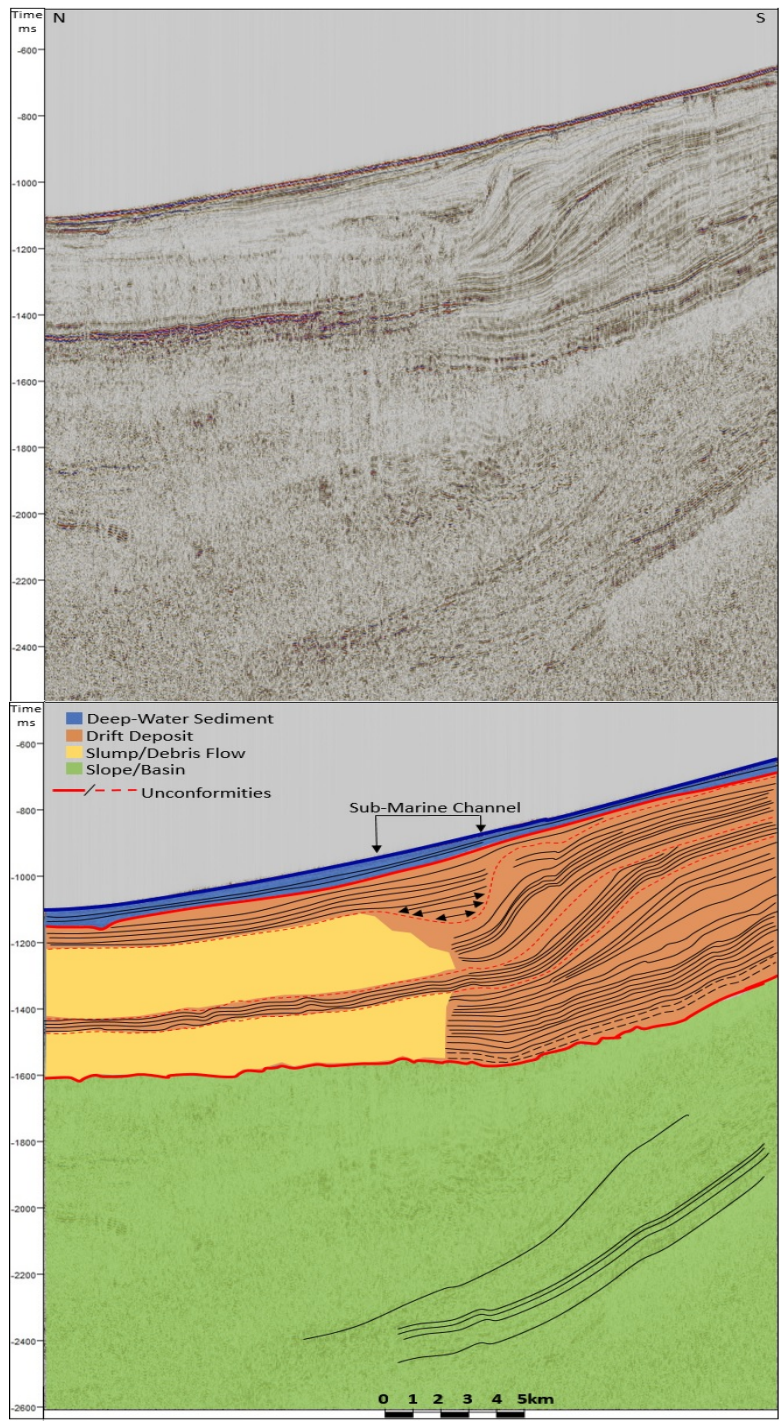 Time
ms
N
S
-600
-800
-1000
-1200
-1400
-1600
-1800
-2000
-2200
-2400
Time
ms
Deep-Water Sediment
Drift Deposit
Slump/Debris Flow
Slope/Basin
Unconformities
Sub-Marine Channel
-600
-800
-1000
-1200
-1400
-1600
-1800
-2000
-2200
-2400
-2600
0 1 2 3 4 5km